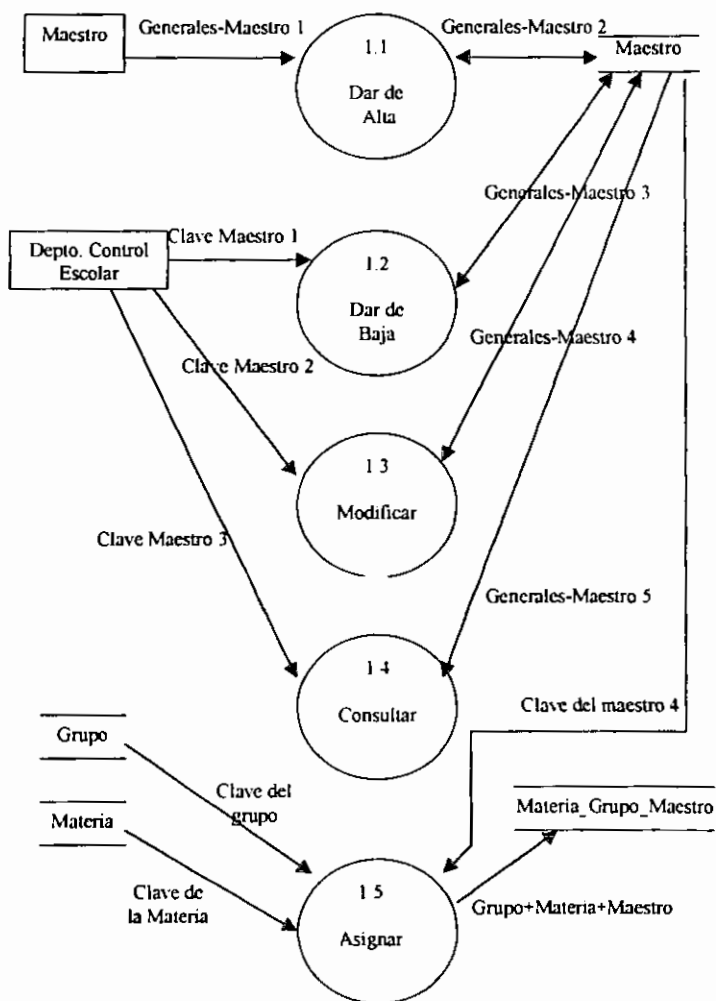 Maestro
Generales-Maestro 1
1.1
Dar de
Alta
Generales-Maestro 2
Maestro
Generales-Maestro 3
Depto. Control
Escolar
Clave Maestro 1
1.2
Dar de
Baja
Generales-Maestro 4
Clave Maestro 2
1 3
Modificar
Clave Maestro 3
Generales-Maestro 5
1 4
Consultar
Clave del maestro 4
Grupo
Clave del
grupo
Materia_Grupo_Maestro
Materia
Clave de
la Materia
1 5
Asignar
Grupo+Materia+Maestro